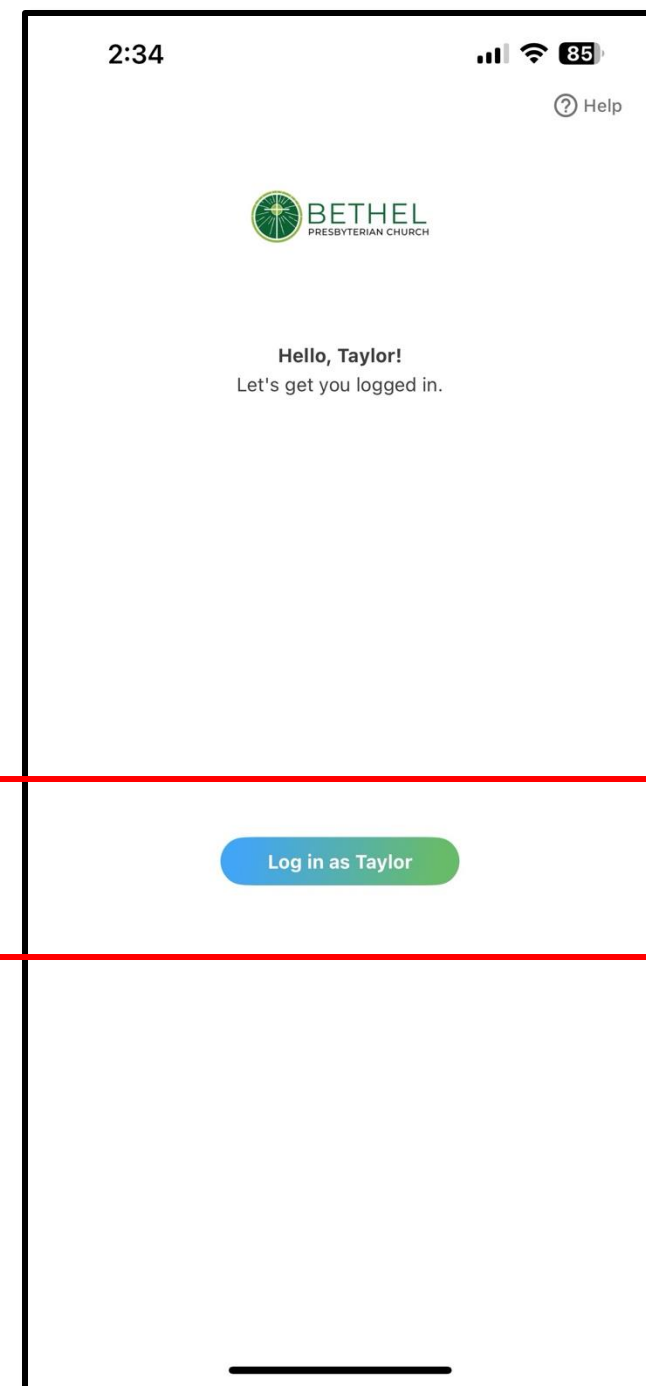 2:34
85
Help
BETHEL
PRESBYTERIAN CHURCH
Hello, Taylor!
Let's get you logged in.
Log in as Taylor